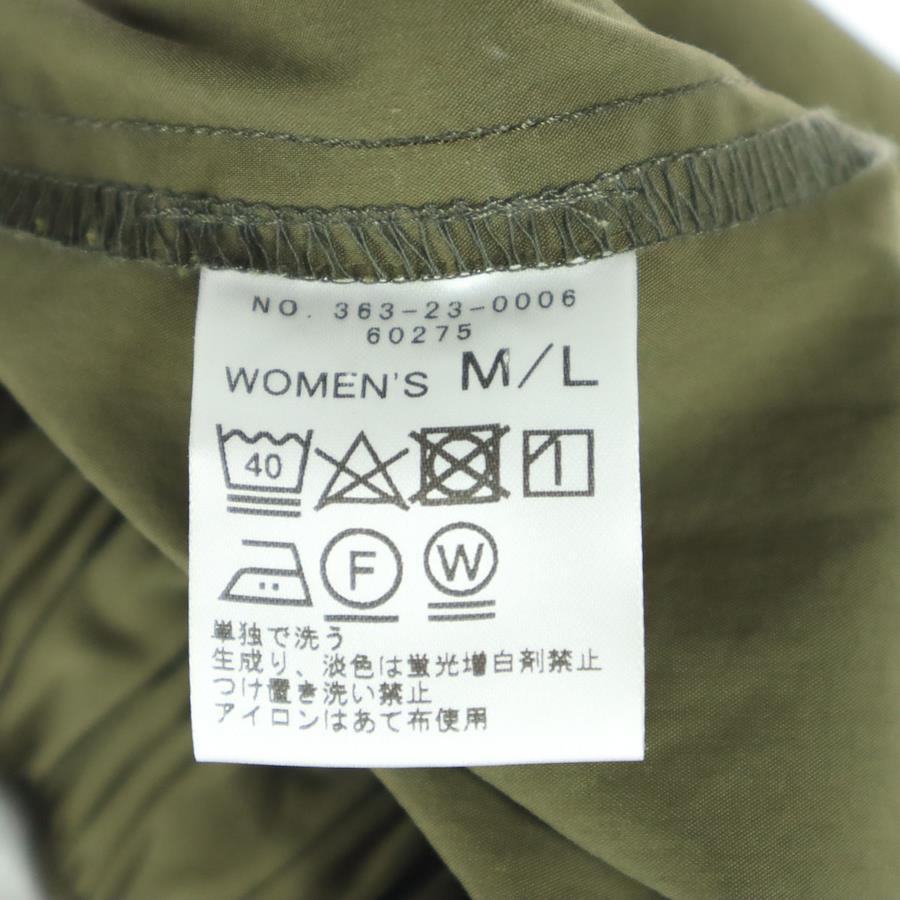 NO. 363-23-0006
60275
WOMEN'S M/L
40
F W
単独で洗う
生成り、淡色は蛍光増白剤禁止
つけ置き洗い禁止
アイロンはあて布使用